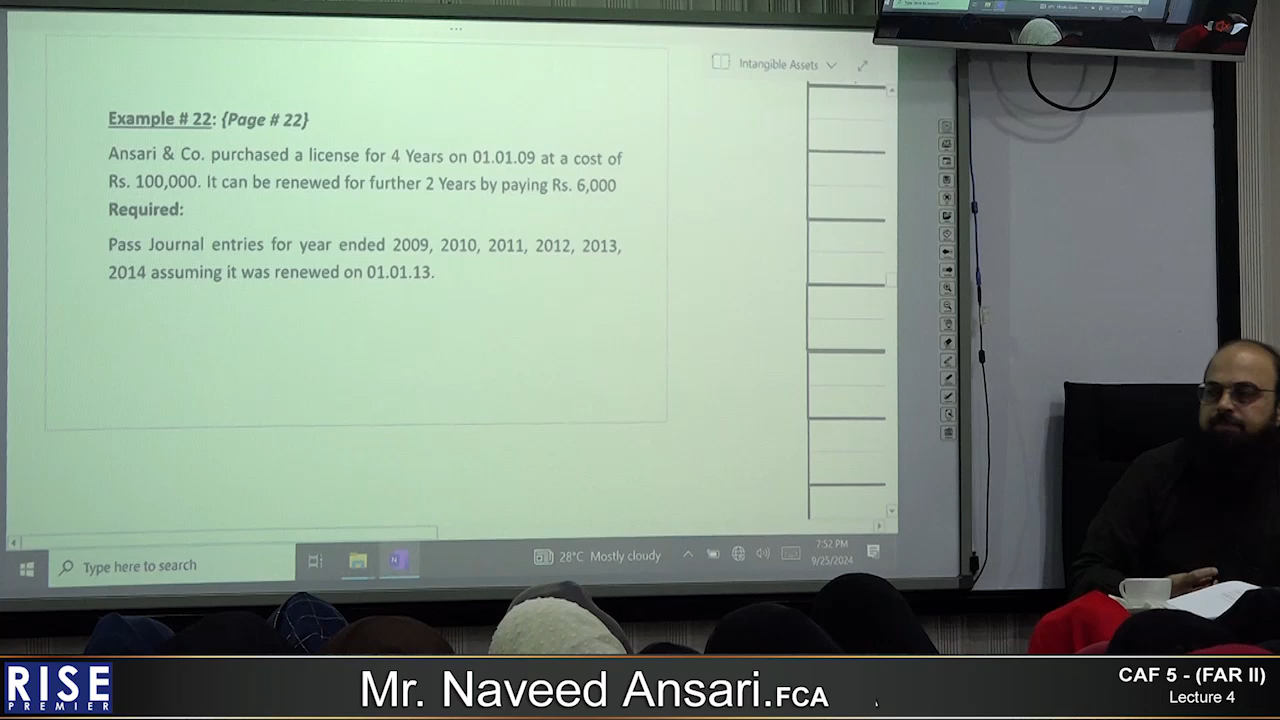 Intangible Assets
Example # 22: {Page # 22}
Ansari & Co. purchased a license for 4 Years on 01.01.09 at a cost of
Rs. 100,000. It can be renewed for further 2 Years by paying Rs. 6,000
Required:
Pass Journal entries for year ended 2009, 2010, 2011, 2012, 2013,
2014 assuming it was renewed on 01.01.13.
Type here to search
28°C Mostly cloudy
7:52 PM
9/25/2024
RISE
PREMIER
Mr. Naveed Ansari.FCA
CAF 5 - (FAR II)
Lecture 4